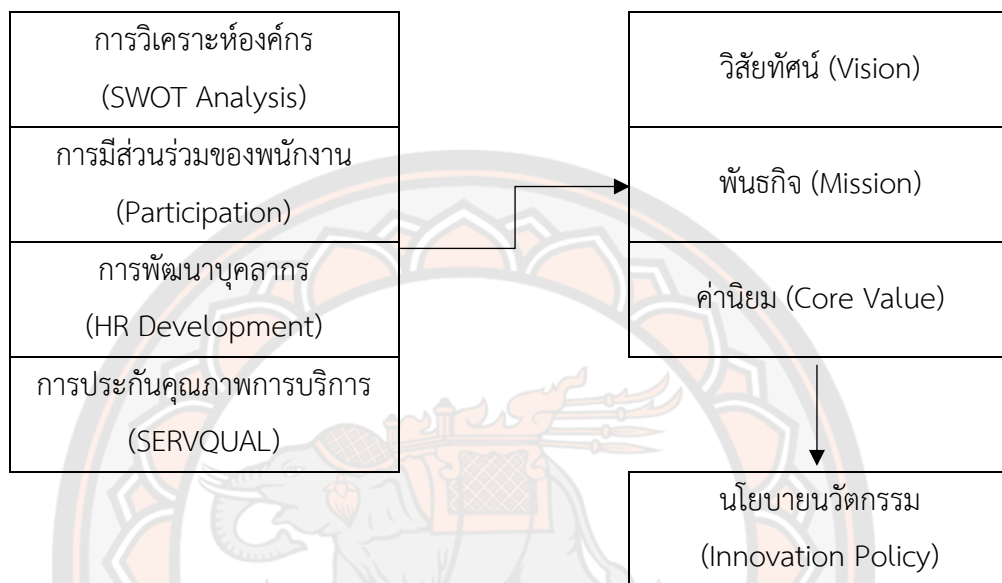 การวิเคราะห์องค์กร
(SWOT Analysis)
การมีส่วนร่วมของพนักงาน
(Participation)
การพัฒนาบุคลากร
(HR Development)
การประกันคุณภาพการบริการ
(SERVQUAL)
วิสัยทัศน์ (Vision)
พันธกิจ (Mission)
ค่านิยม (Core Value)
นโยบายนวัตกรรม
(Innovation Policy)